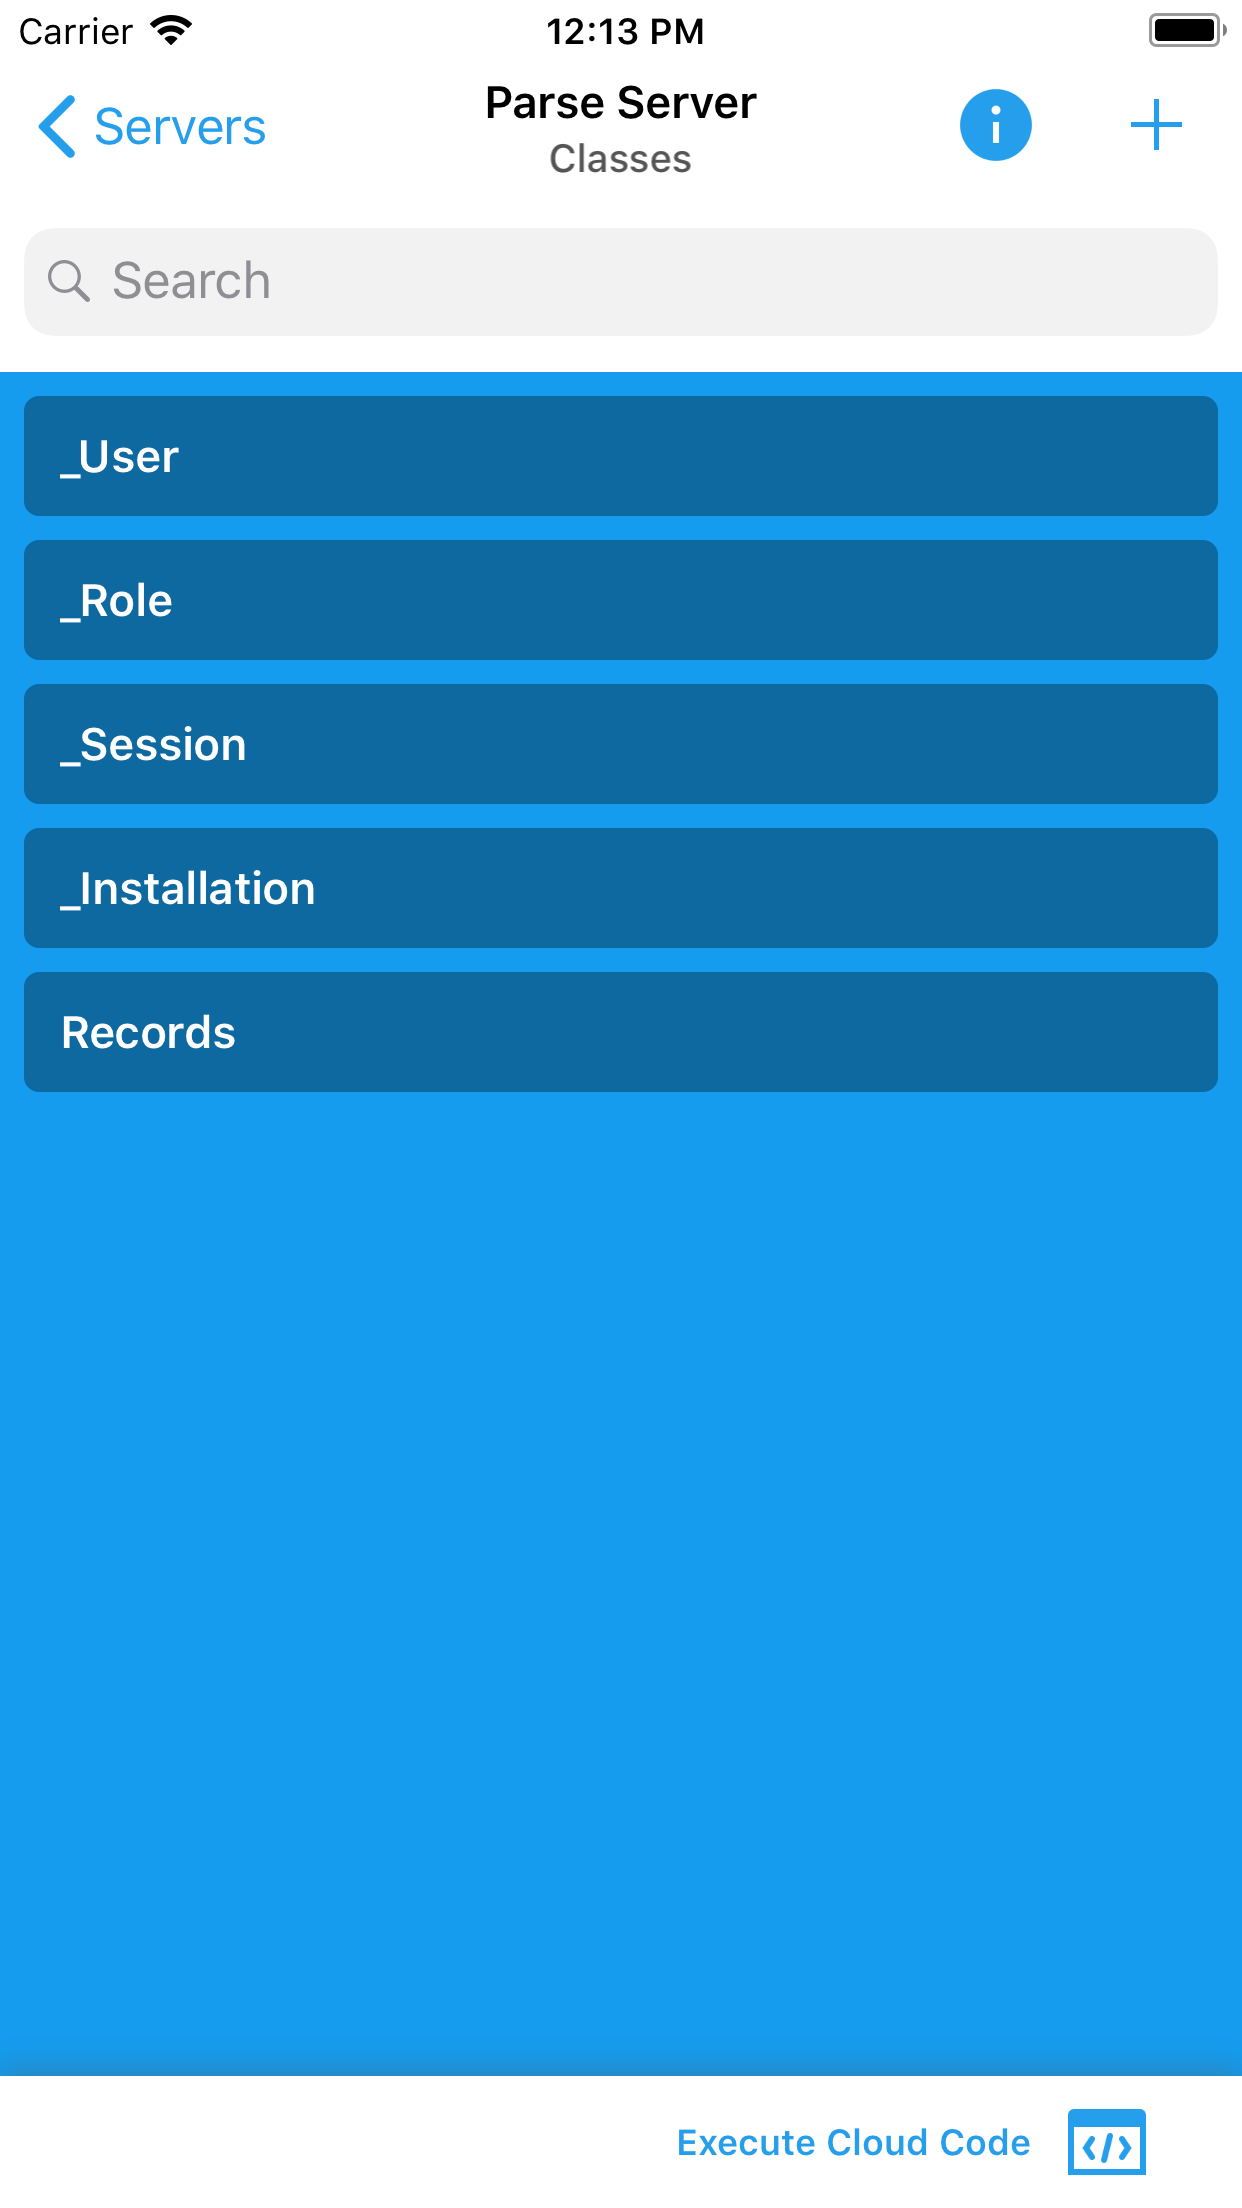 Carrier 12:13 PM
Servers
Parse Server
Classes
Search
_User
_Role
_Session
_Installation
Records
Execute Cloud Code